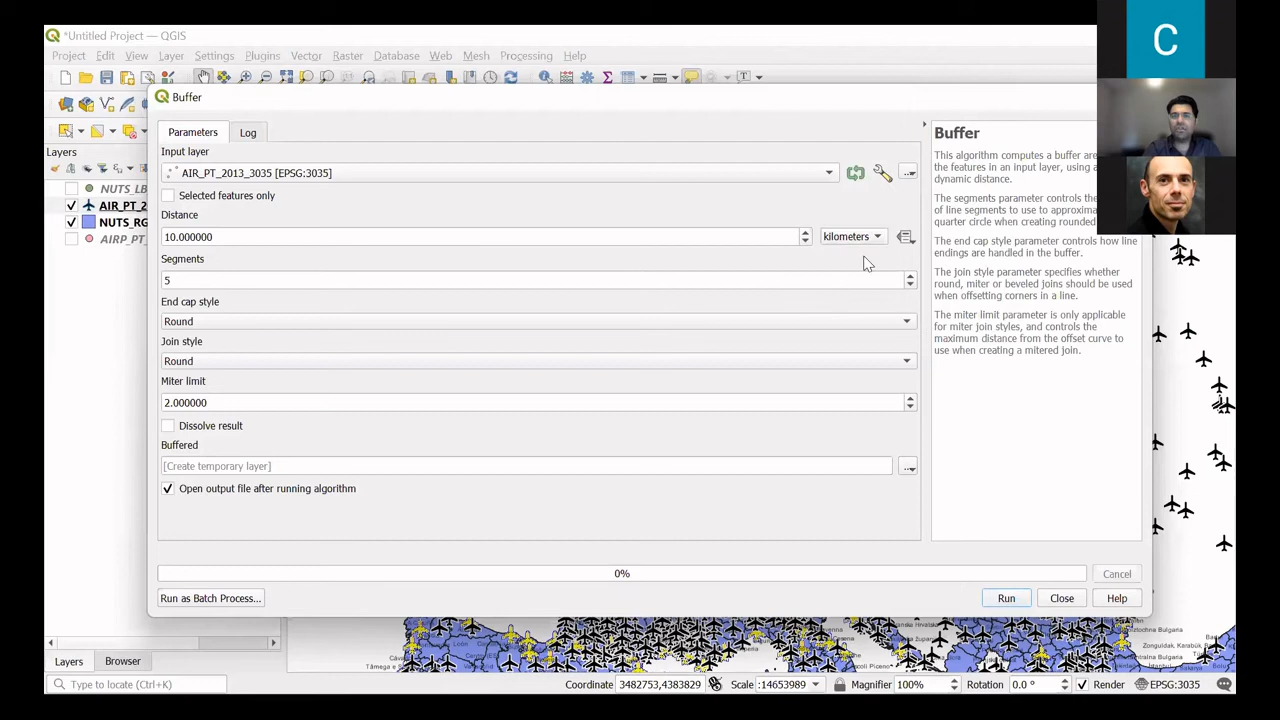 *Untitled Project — QGIS
Project Edit View Layer Settings Plugins Vector Raster Database Web Mesh Processing Help
C
Buffer
Parameters Log
Input layer
AIR_PT_2013_3035 [EPSG:3035]
Selected features only
Distance
10.000000 kilometers
Segments
5
End cap style
Round
Join style
Round
Miter limit
2.000000
Dissolve result
Buffered
[Create temporary layer]
Open output file after running algorithm
Buffer
This algorithm computes a buffer are
the features in an input layer, using a
dynamic distance.
The segments parameter controls the
of line segments to use to approxima
quarter circle when creating rounded
The end cap style parameter controls how line
endings are handled in the buffer.
The join style parameter specifies whether
round, miter or beveled joins should be used
when offsetting corners in a line.
The miter limit parameter is only applicable
for miter join styles, and controls the
maximum distance from the offset curve to
use when creating a mitered join.
0%
Cancel
Run as Batch Process...
Run Close Help
Layers
NUTS_LB
AIR_PT_2
NUTS_RG
AIRP_PT_
Layers Browser
Type to locate (Ctrl+K)
Coordinate 3482753,4383829 Scale :14653989 Magnifier 100% Rotation 0.0 ° Render EPSG:3035